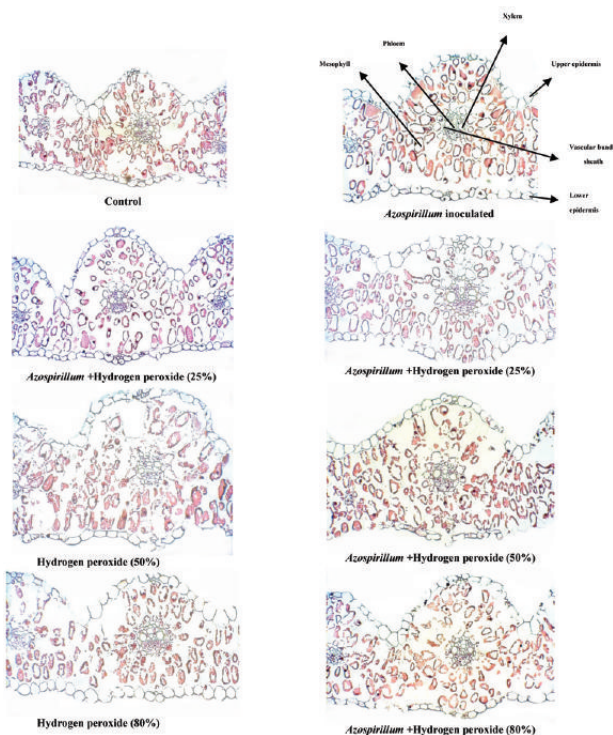 Xylem
Phloem
Mesophyll
Upper epidermis
Vascular bund
sheath
Lower
epidermis
Control
Azospirillum inoculated
Azospirillum +Hydrogen peroxide (25%)
Azospirillum +Hydrogen peroxide (25%)
Hydrogen peroxide (50%)
Azospirillum +Hydrogen peroxide (50%)
Hydrogen peroxide (80%)
Azospirillum +Hydrogen peroxide (80%)